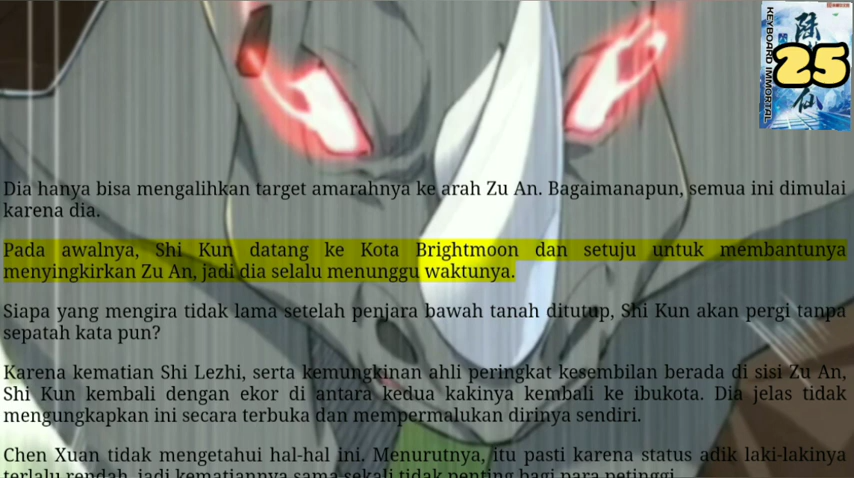 KEYBOARD IMMORTAL
25
Dia hanya bisa mengalihkan target amarahnya ke arah Zu An. Bagaimanapun, semua ini dimulai
karena dia.
Pada awalnya, Shi Kun datang ke Kota Brightmoon dan setuju untuk membantunya
menyingkirkan Zu An, jadi dia selalu menunggu waktunya.
Siapa yang mengira tidak lama setelah penjara bawah tanah ditutup, Shi Kun akan pergi tanpa
sepatah kata pun?
Karena kematian Shi Lezhi, serta kemungkinan ahli peringkat kesembilan berada di sisi Zu An,
Shi Kun kembali dengan ekor di antara kedua kakinya kembali ke ibukota. Dia jelas tidak
mengungkapkan ini secara terbuka dan mempermalukan dirinya sendiri.
Chen Xuan tidak mengetahui hal-hal ini. Menurutnya, itu pasti karena status adik laki-lakinya
terlalu rendah, jadi kematiannya sama sekali tidak penting bagi para petinggi.